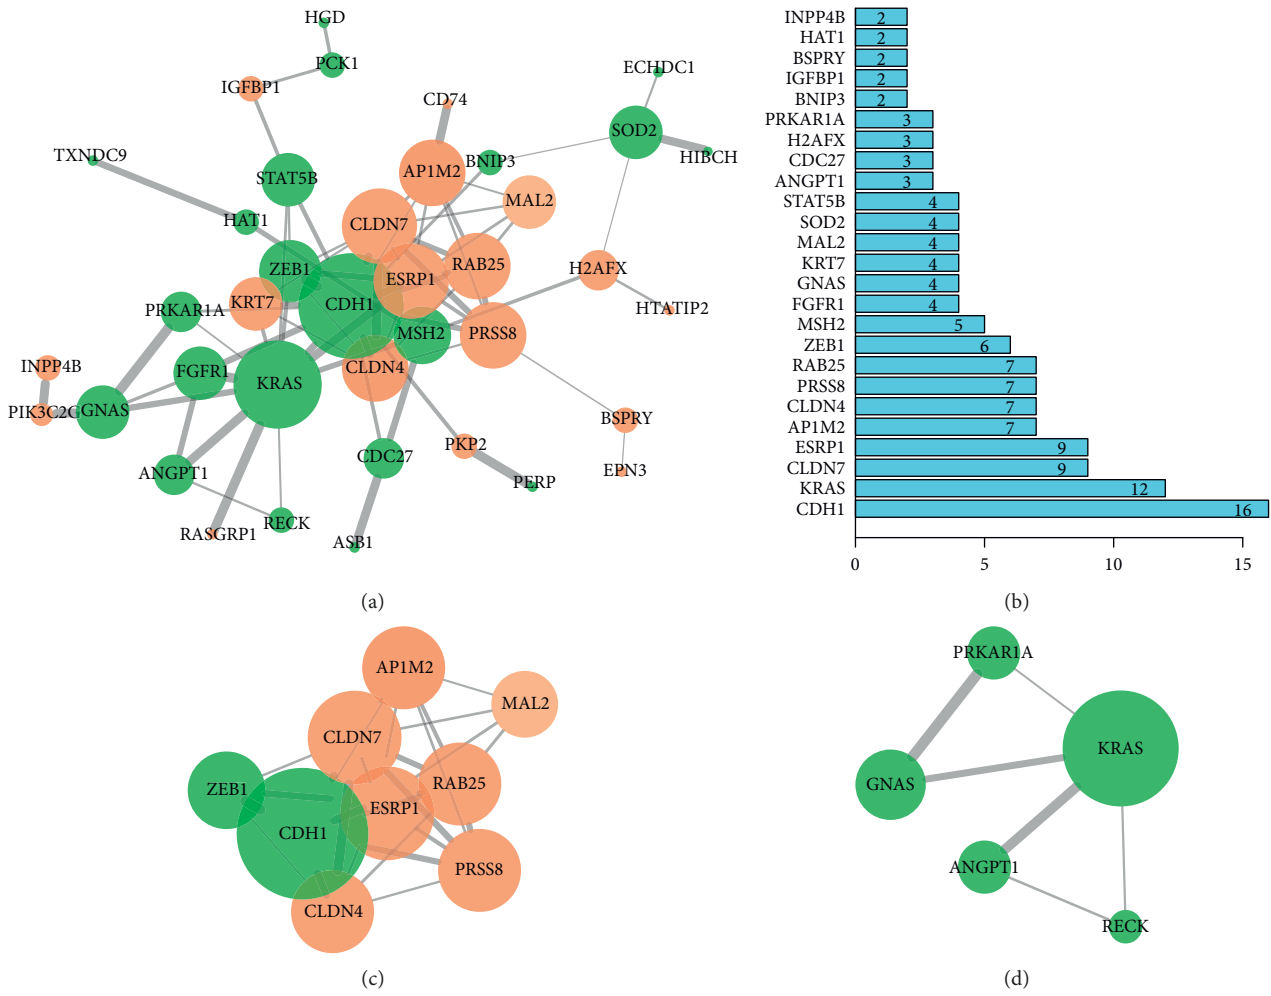 HGD
PCK1
IGFBP1
ECHDC1
CD74
SOD2
HIBCH
TXNDC9
STAT5B
AP1M2
BNIP3
MAL2
HAT1
CLDN7
ZEB1
ESRP1
RAB25
H2AFX
KRT7
CDH1
PRKAR1A
MSH2
PRSS8
HTATIP2
INPP4B
FGFR1
KRAS
CLDN4
PIK3C2G
GNAS
BSPRY
PKP2
CDC27
ANGPT1
EPN3
PERP
RASGRP1
RECK
ASB1
(a)
INPP4B 2
HAT1 2
BSPRY 2
IGFBP1 2
BNIP3 2
PRKAR1A 3
H2AFX 3
CDC27 3
ANGPT1 3
STAT5B 4
SOD2 4
MAL2 4
KRT7 4
GNAS 4
FGFR1 4
MSH2 5
ZEB1 6
RAB25 7
PRSS8 7
CLDN4 7
AP1M2 7
ESRP1 9
CLDN7 9
KRAS 12
CDH1 16
0 5 10 15
(b)
AP1M2
MAL2
CLDN7
ZEB1
RAB25
ESRP1
CDH1
PRSS8
CLDN4
(c)
PRKAR1A
KRAS
GNAS
ANGPT1
RECK
(d)